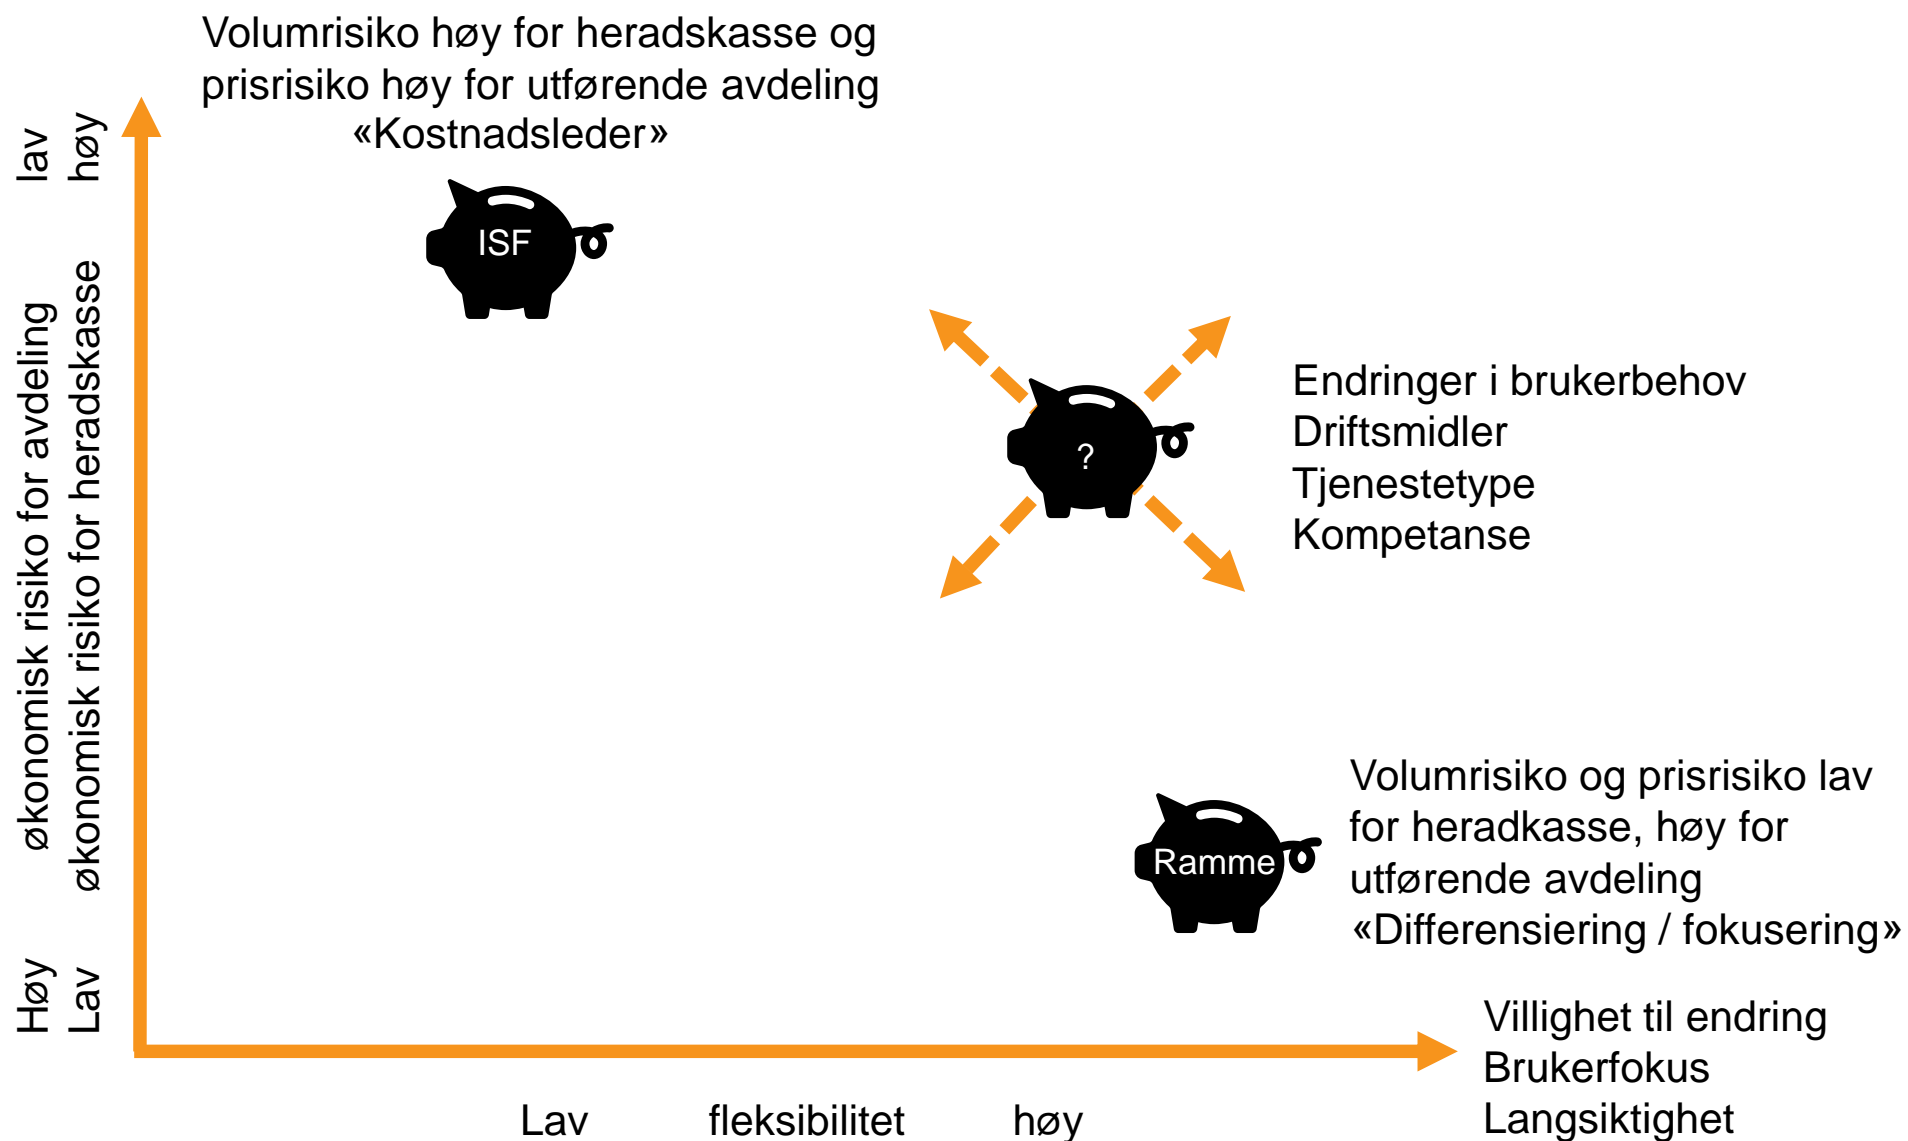 Volumrisiko høy for heradskasse og
prisrisiko høy for utførende avdeling
«Kostnadsleder»
lav
høy
ISF
økonomisk risiko for avdeling
økonomisk risiko for heradskasse
?
Endringer i brukerbehov
Driftsmidler
Tjenestetype
Kompetanse
Ramme
Volumrisiko og prisrisiko lav
for heradkasse, høy for
utførende avdeling
«Differensiering / fokusering»
Høy
Lav
Villighet til endring
Brukerfokus
Langsiktighet
Lav fleksibilitet høy